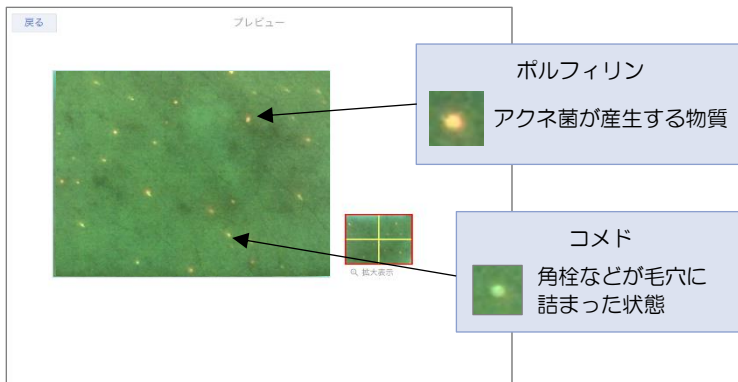 戻る
プレビュー
ポルフィリン
アクネ菌が産生する物質
コメド
角栓などが毛穴に
詰まった状態
拡大表示